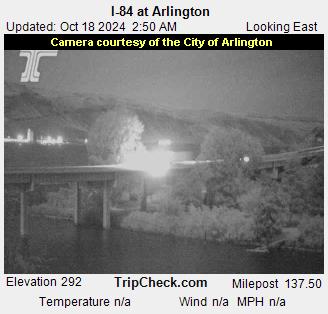 I-84 at Arlington
Updated: Oct 18 2024 2:50 AM Looking East
Camera courtesy of the City of Arlington
Elevation 292 TripCheck.com Milepost 137.50
Temperature n/a Wind n/a MPH n/a